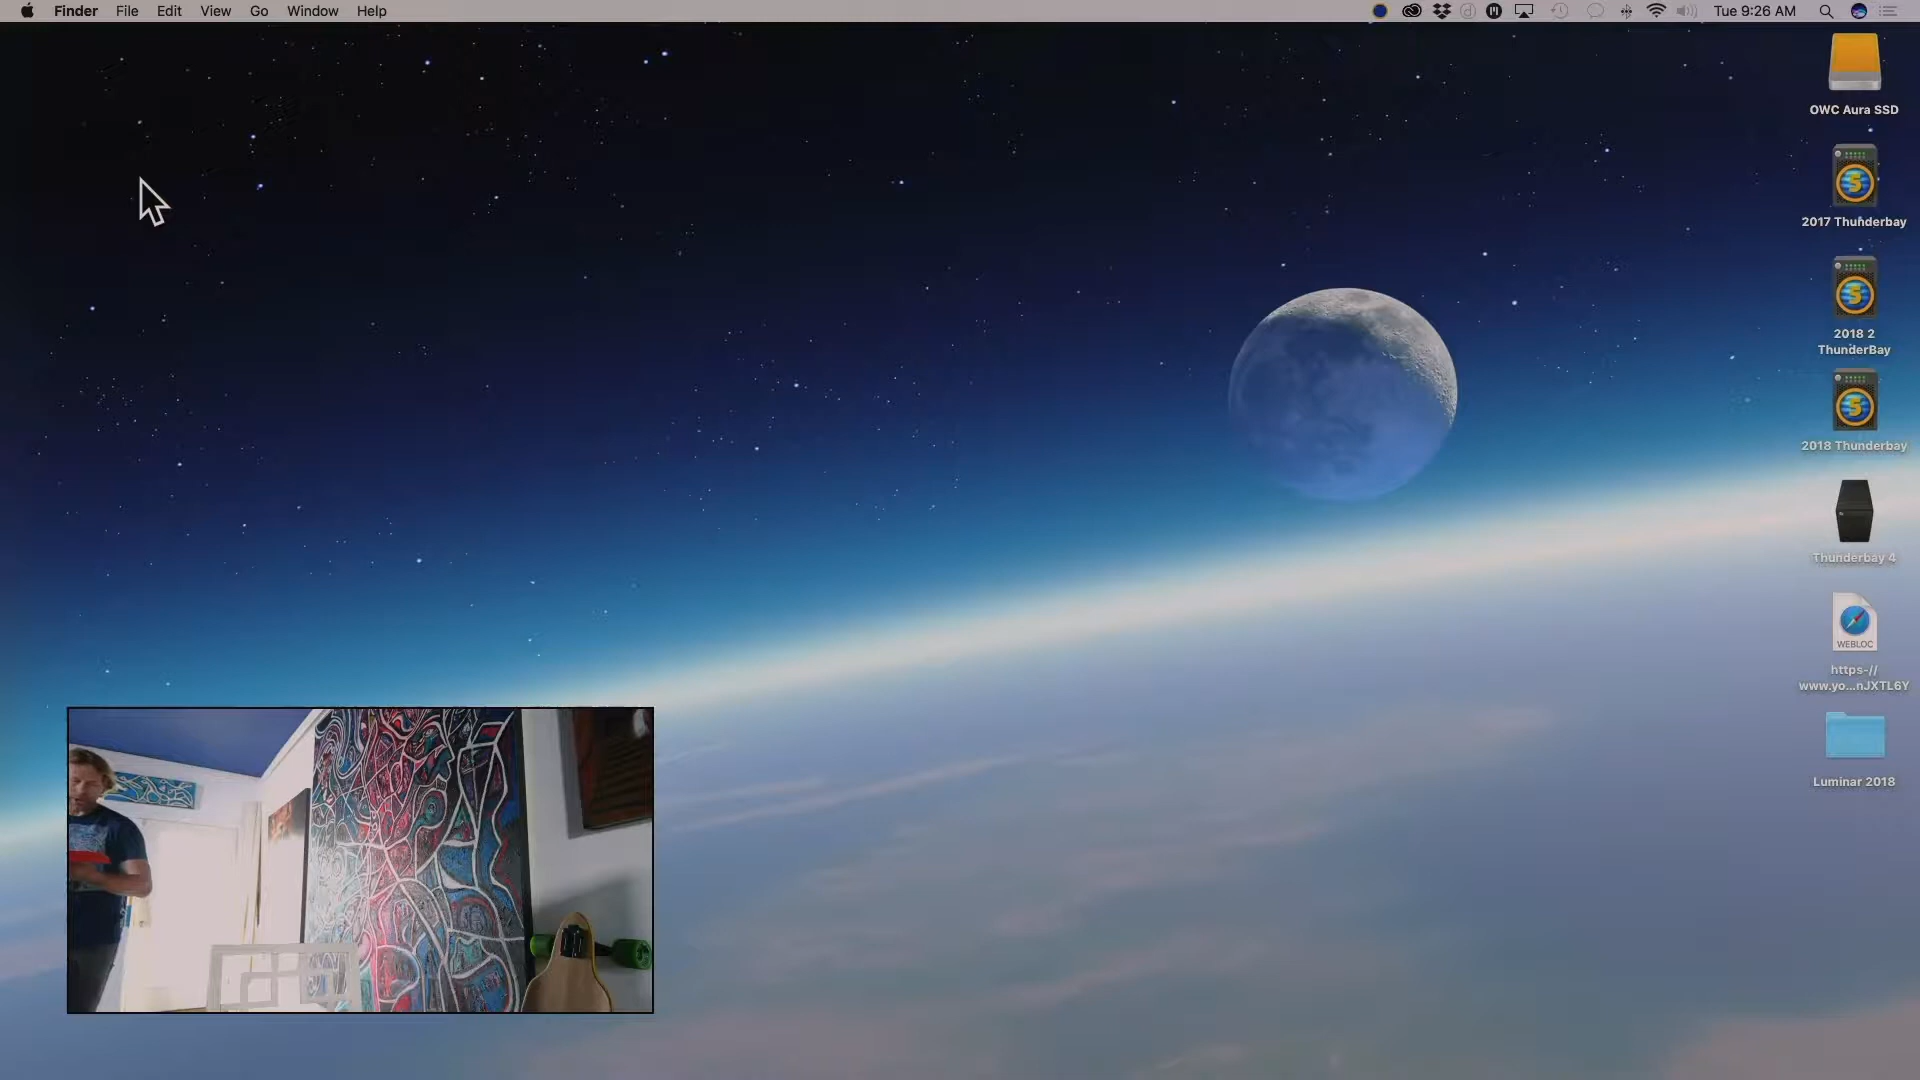 Finder File Edit View Go Window Help
Tue 9:26 AM
OWC Aura SSD
2017 Thunderbay
2018 2
ThunderBay
2018 Thunderbay
Thunderbay 4
WEBLOC
https-//
www.yo...nJXTL6Y
Luminar 2018